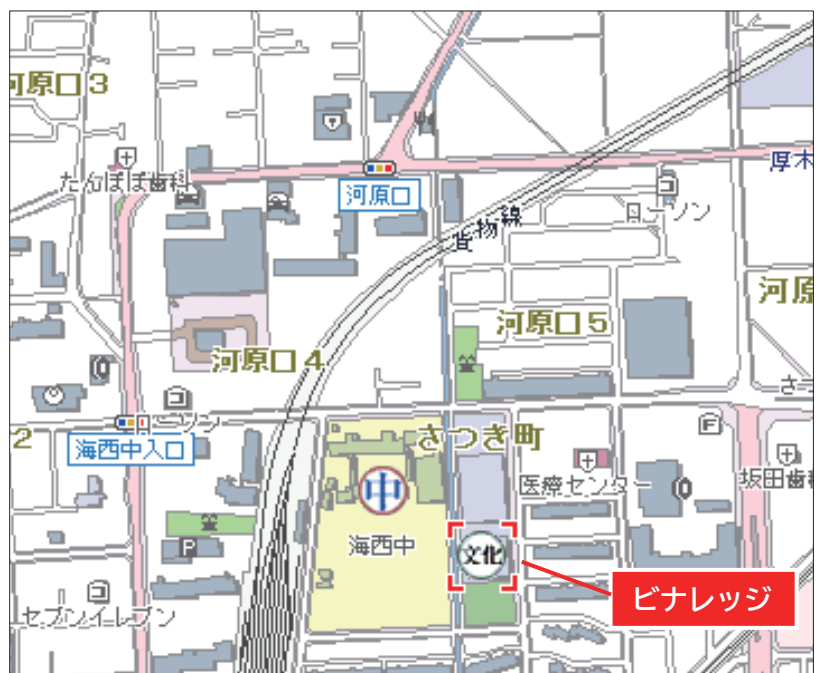 河原口3
たんぽぽ歯科
河原口
厚木
ローソン
貨物線
河原
河原口5
河原口4
さつ
ローソン
2
海西中入口
さつき町
F
中
医療センター
坂田歯科
海西中
文化
P
ビナレッジ
セブンイレブン